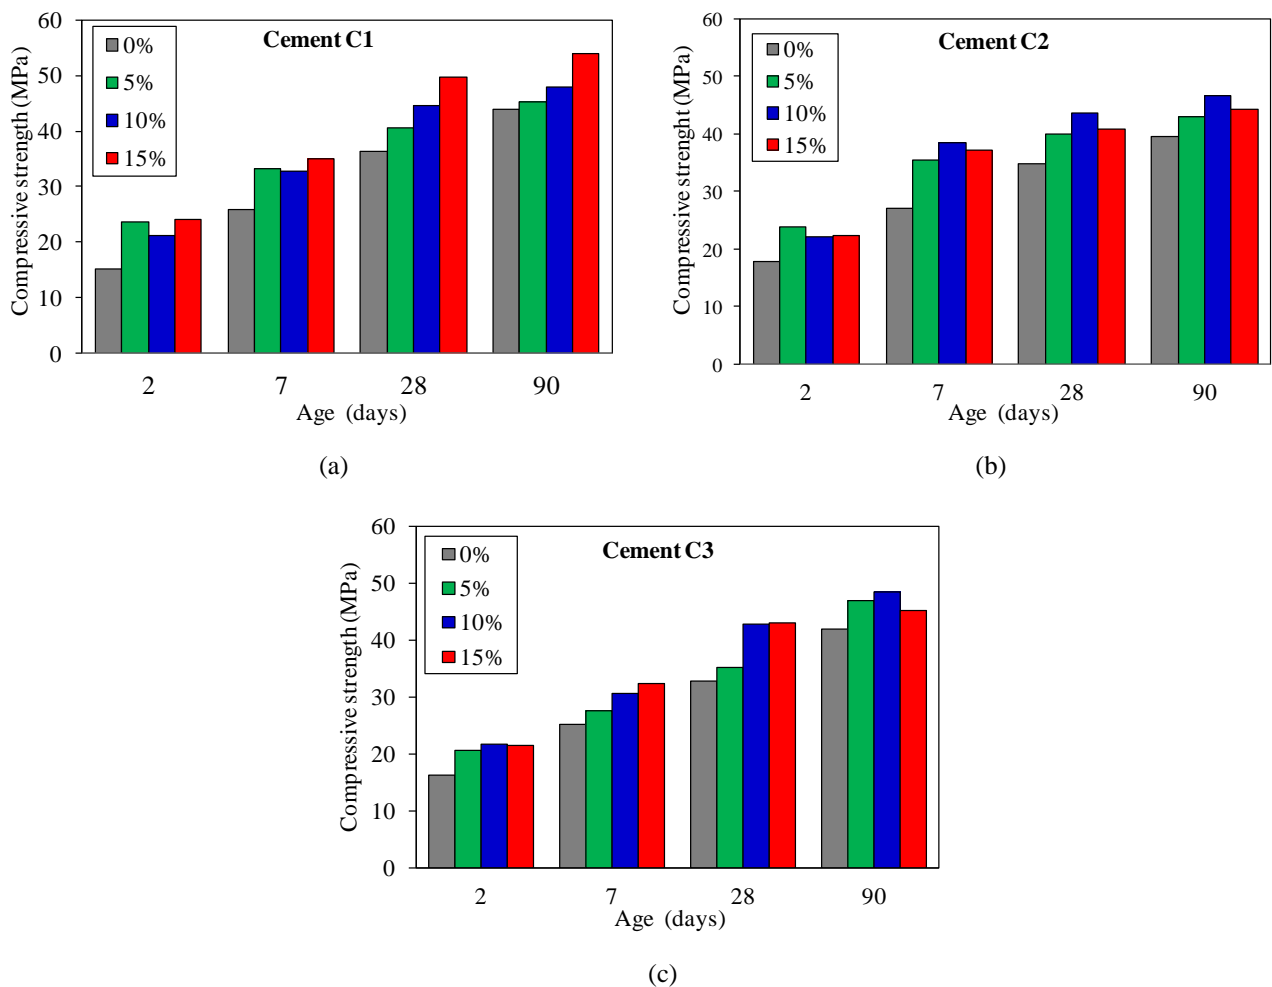 Cement C1
Compressive strength (MPa)
60
50
40
30
20
10
0
0%
5%
10%
15%
2 7 28 90
Age (days)
(a)
Cement C2
Compressive strenght (MPa)
60
50
40
30
20
10
0
0%
5%
10%
15%
2 7 28 90
Age (days)
(b)
Cement C3
Compressive strength (MPa)
60
50
40
30
20
10
0
0%
5%
10%
15%
2 7 28 90
Age (days)
(c)